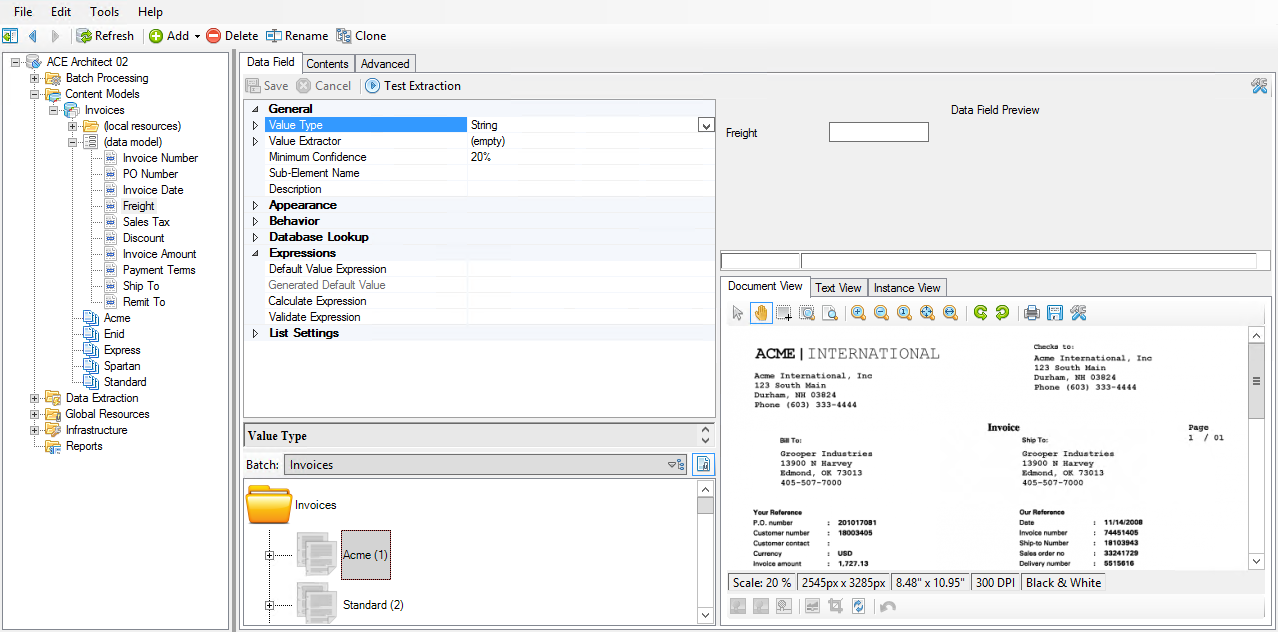 File Edit Tools Help
Refresh Add Delete Rename Clone
ACE Architect 02
Batch Processing
Content Models
Invoices
(local resources)
(data model)
Invoice Number
PO Number
Invoice Date
Freight
Sales Tax
Discount
Invoice Amount
Payment Terms
Ship To
Remit To
Acme
Enid
Express
Spartan
Standard
Data Extraction
Global Resources
Infrastructure
Reports
Data Field Contents Advanced
Save Cancel Test Extraction
General
Value Type String
Value Extractor (empty)
Minimum Confidence 20%
Sub-Element Name
Description
Appearance
Behavior
Database Lookup
Expressions
Default Value Expression
Generated Default Value
Calculate Expression
Validate Expression
List Settings
Value Type
Batch: Invoices
Invoices
Acme (1)
Standard (2)
Data Field Preview
Freight
Document View Text View Instance View
ACME | INTERNATIONAL
Acme International, Inc
123 South Main
Durham, NH 03824
Phone (603) 333-4444
Checks to:
Acme International, Inc
123 South Main
Durham, NH 03824
Phone (603) 333-4444
Invoice
Page
1 / 01
Bill To:
Grooper Industries
13900 N Harvey
Edmond, OK 73013
405-507-7000
Ship To:
Grooper Industries
13900 N Harvey
Edmond, OK 73013
405-507-7000
Your Reference
P.O. number : 201017081
Customer number : 18003405
Customer contact :
Currency : USD
Invoice amount : 1,727.13
Our Reference
Date : 11/14/2008
Invoice number : 74451405
Ship-to Number : 18103943
Sales order no : 33241729
Delivery number : 5515616
Scale: 20 % 2545px x 3285px 8.48" x 10.95" 300 DPI Black & White